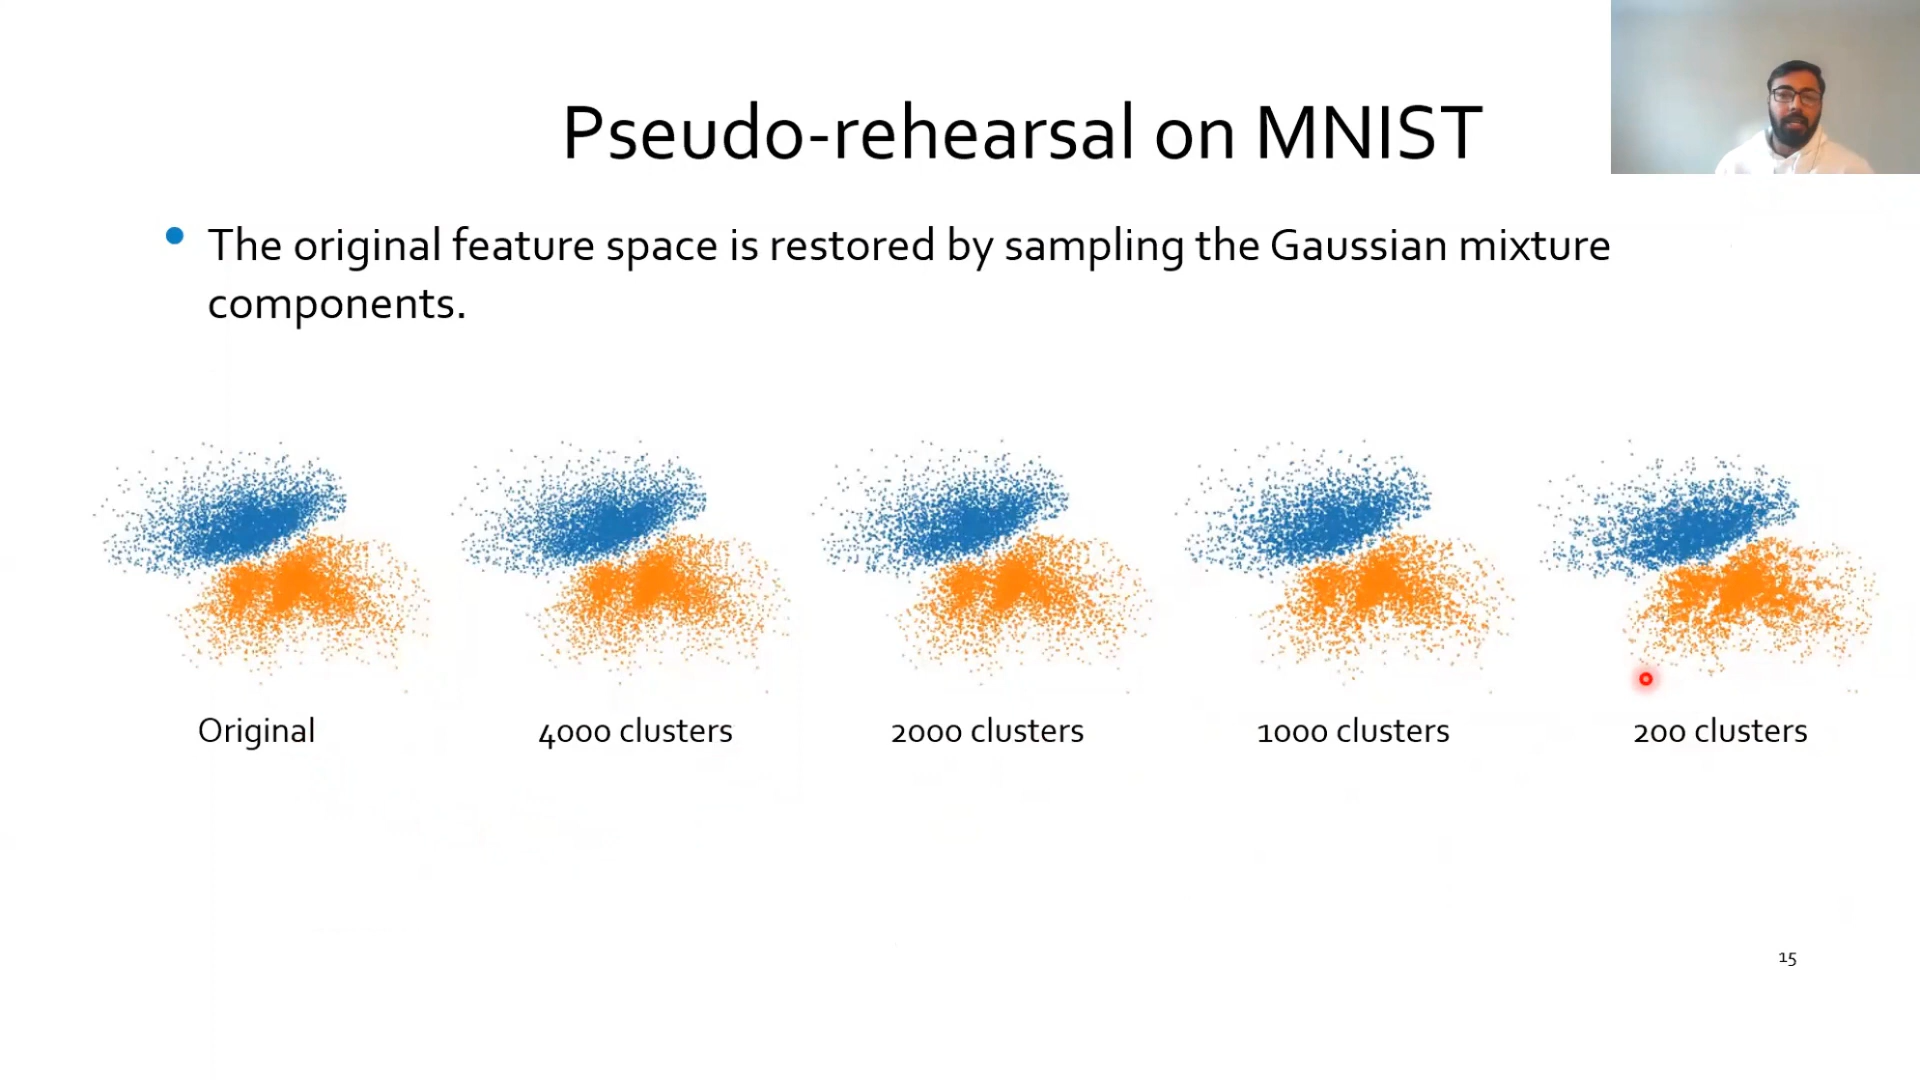 Pseudo-rehearsal on MNIST
The original feature space is restored by sampling the Gaussian mixture
components.
Original
4000 clusters
2000 clusters
1000 clusters
200 clusters
15